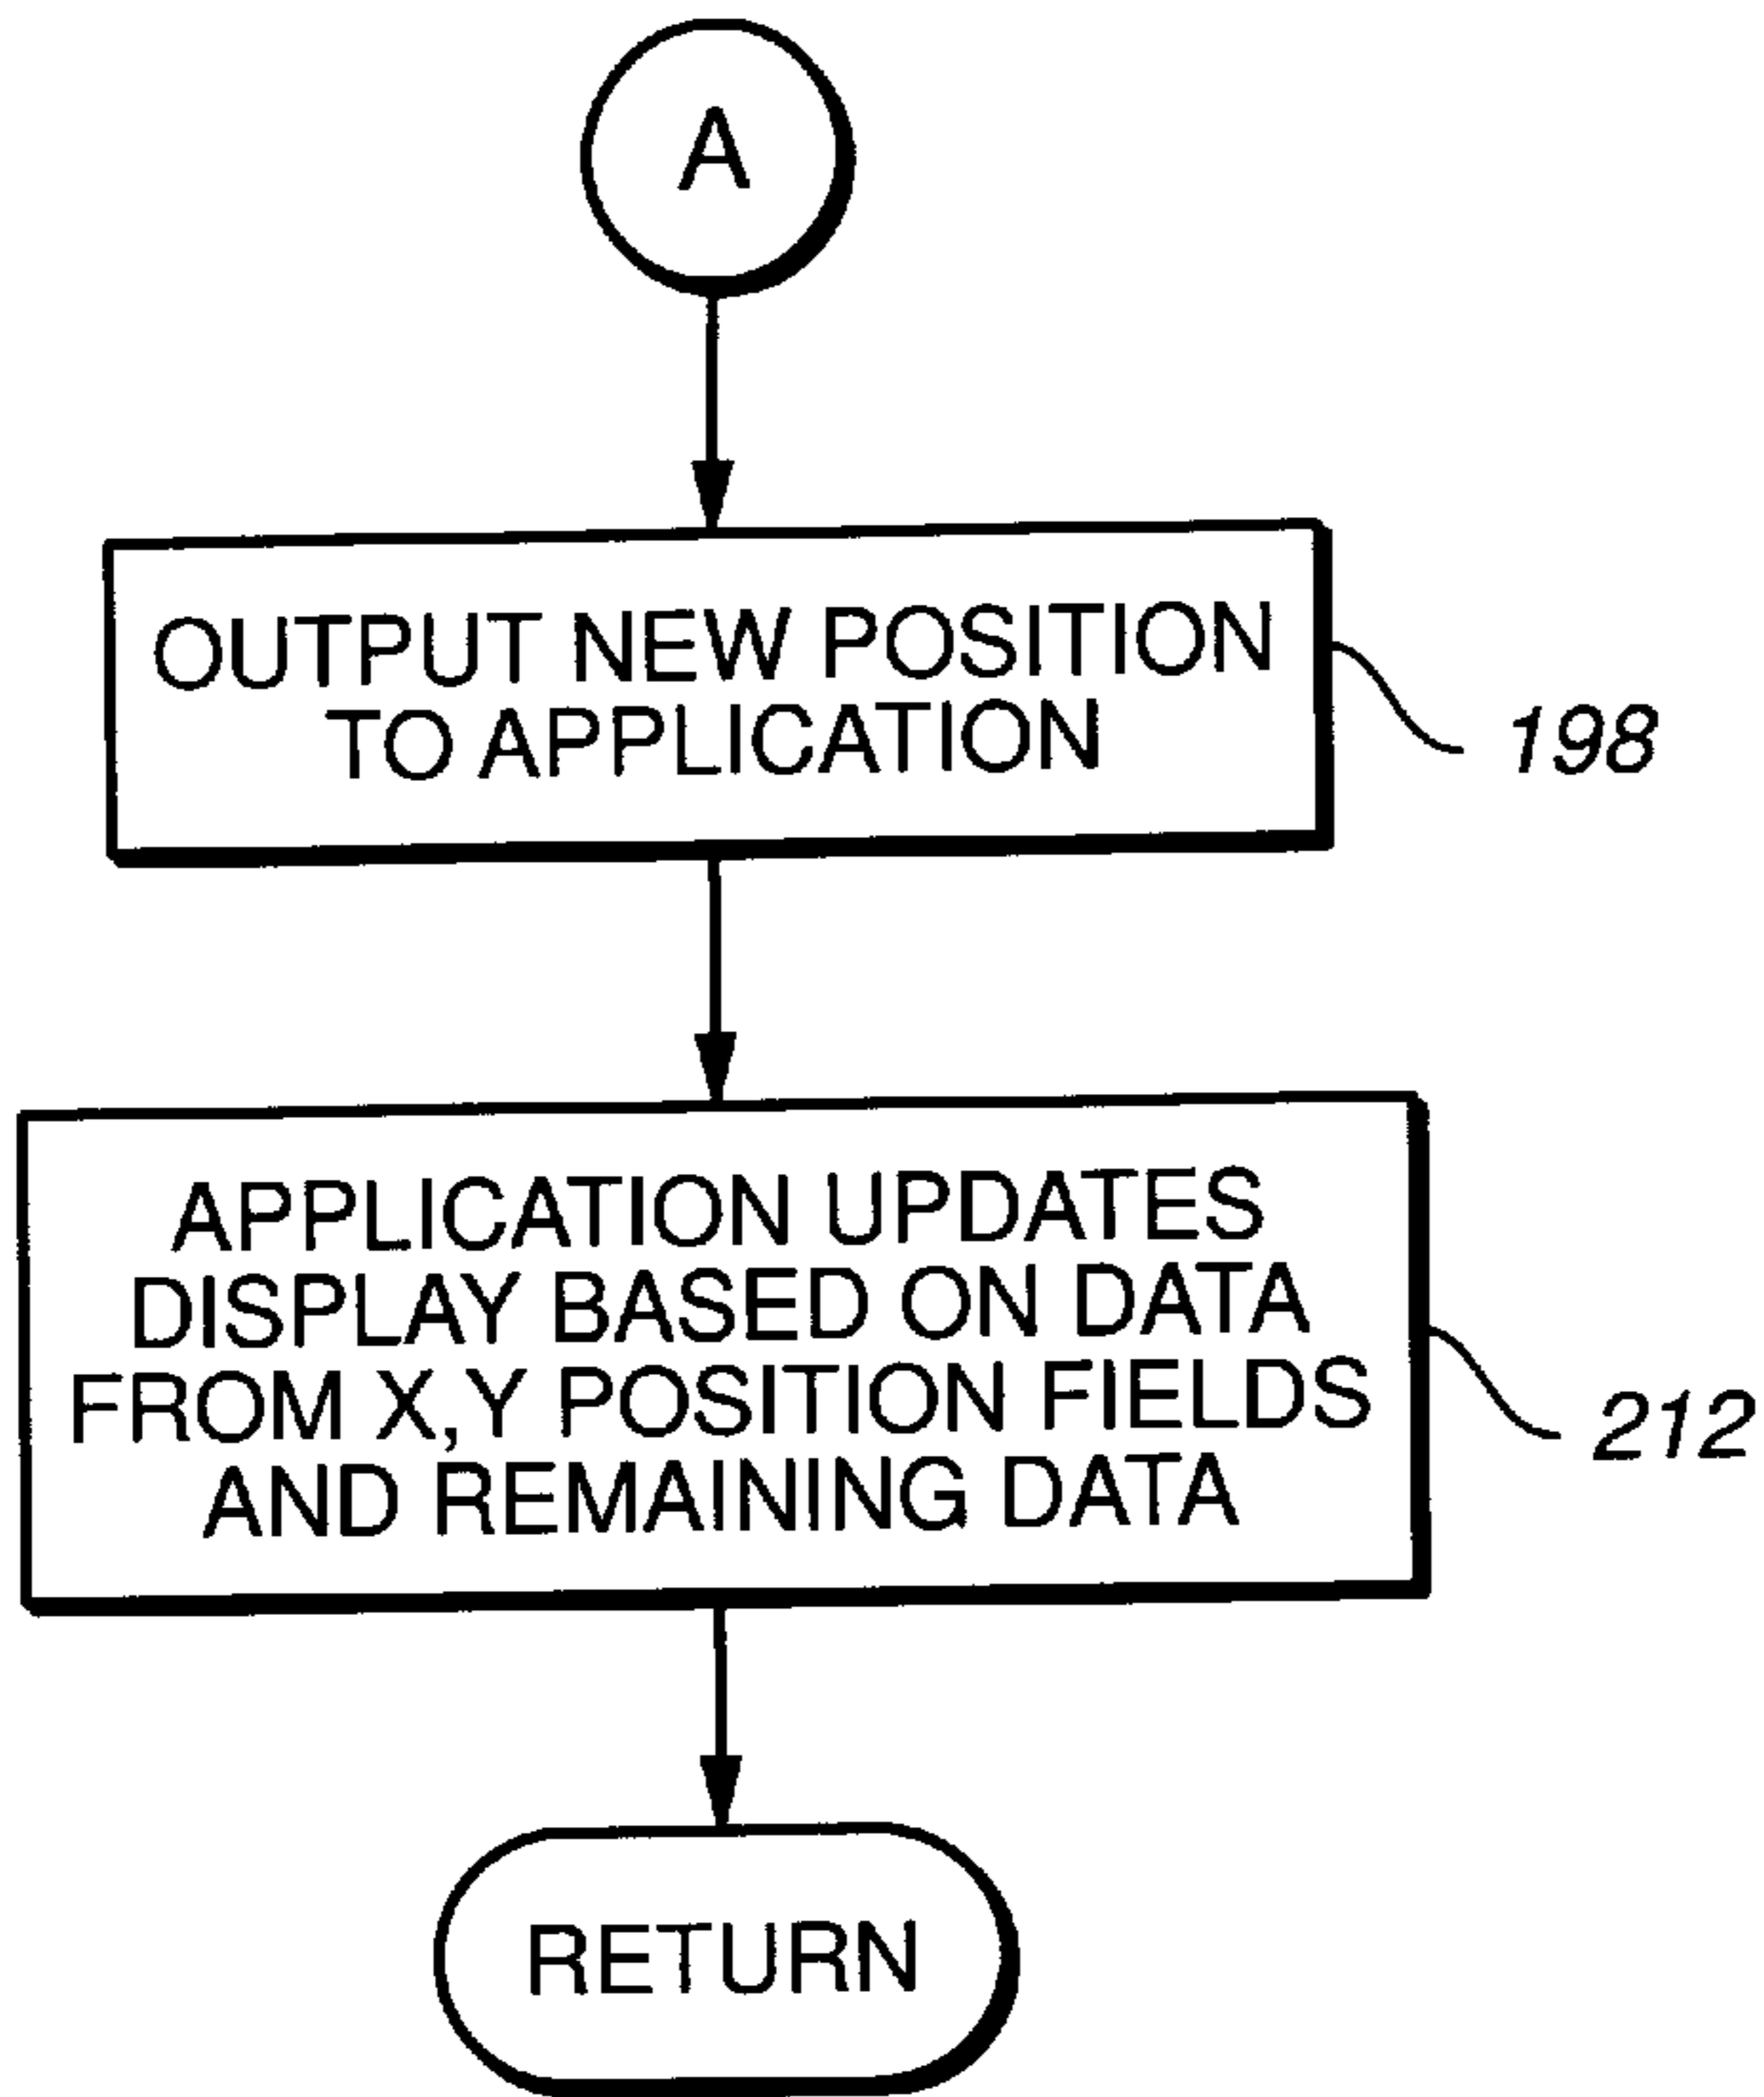 A
OUTPUT NEW POSITION
TO APPLICATION
198
APPLICATION UPDATES
DISPLAY BASED ON DATA
FROM X,Y POSITION FIELDS
AND REMAINING DATA
212
RETURN